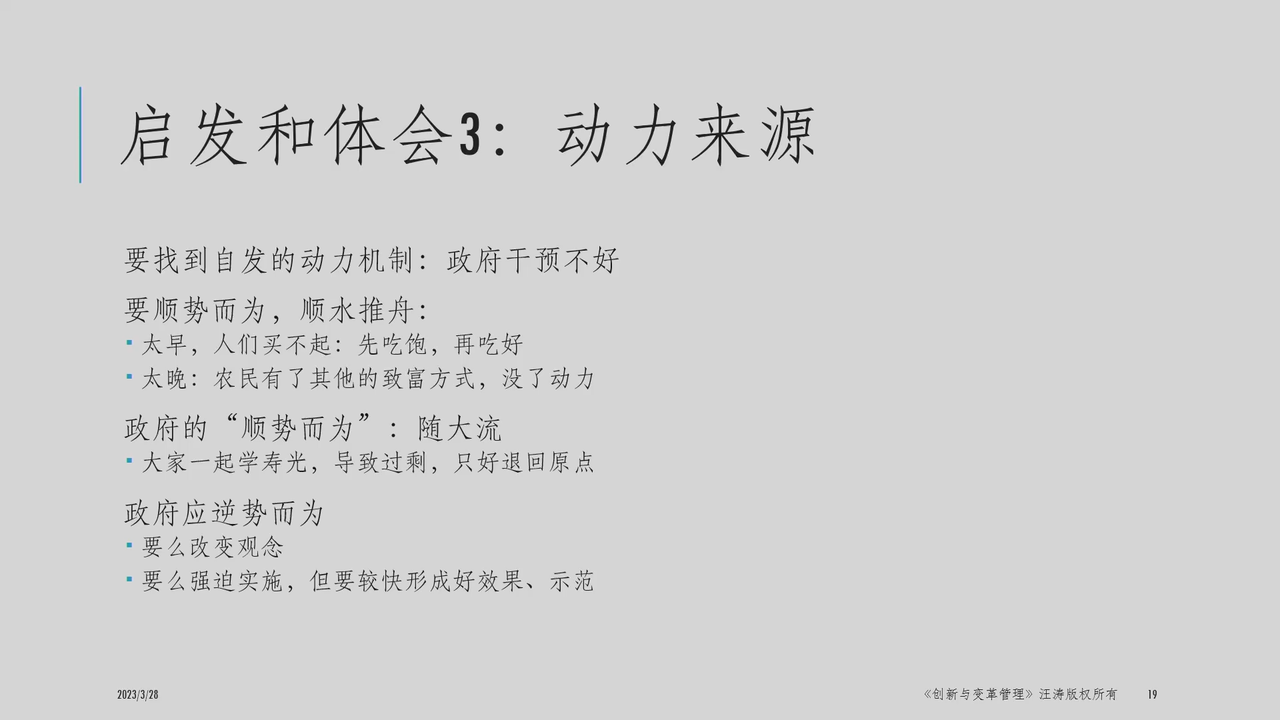 启发和体会3：动力来源
要找到自发的动力机制：政府干预不好
要顺势而为，顺水推舟：
▪ 太早，人们买不起：先吃饱，再吃好
▪ 太晚：农民有了其他的致富方式，没了动力
政府的“顺势而为”：随大流
▪ 大家一起学寿光，导致过剩，只好退回原点
政府应逆势而为
▪ 要么改变观念
▪ 要么强迫实施，但要较快形成好效果、示范
2023/3/28
《创新与变革管理》汪涛版权所有
19